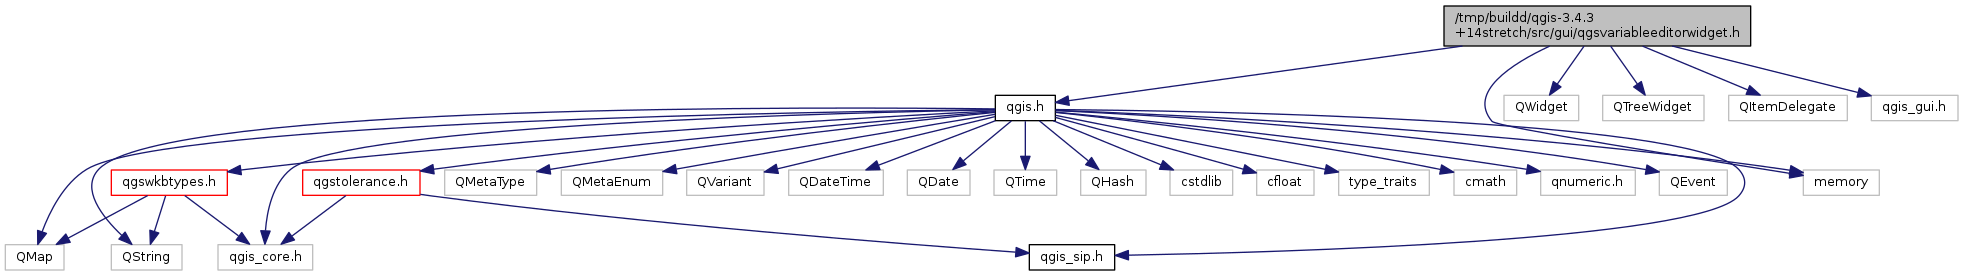 /tmp/buildd/qgis-3.4.3
+14stretch/src/gui/qgsvariableeditorwidget.h
qgis.h
QWidget
QTreeWidget
QItemDelegate
qgis_gui.h
qgswkbtypes.h
qgstolerance.h
QMetaType
QMetaEnum
QVariant
QDateTime
QDate
QTime
QHash
cstdlib
cfloat
type_traits
cmath
qnumeric.h
QEvent
memory
QMap
QString
qgis_core.h
qgis_sip.h